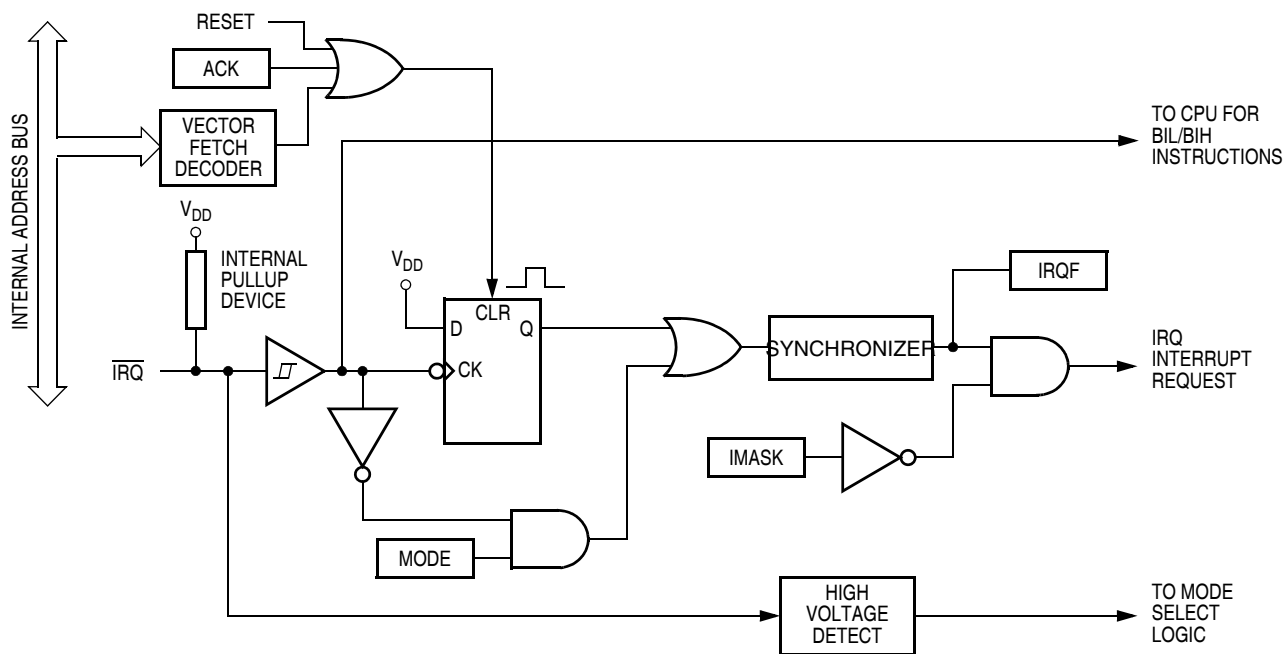 RESET
ACK
VECTOR
FETCH
DECODER
INTERNAL ADDRESS BUS
TO CPU FOR
BIL/BIH
INSTRUCTIONS
VDD
INTERNAL
PULLUP
DEVICE
VDD
CLR
D
Q
CK
IRQ
SYNCHRONIZER
IRQF
IRQ
INTERRUPT
REQUEST
IMASK
MODE
HIGH
VOLTAGE
DETECT
TO MODE
SELECT
LOGIC